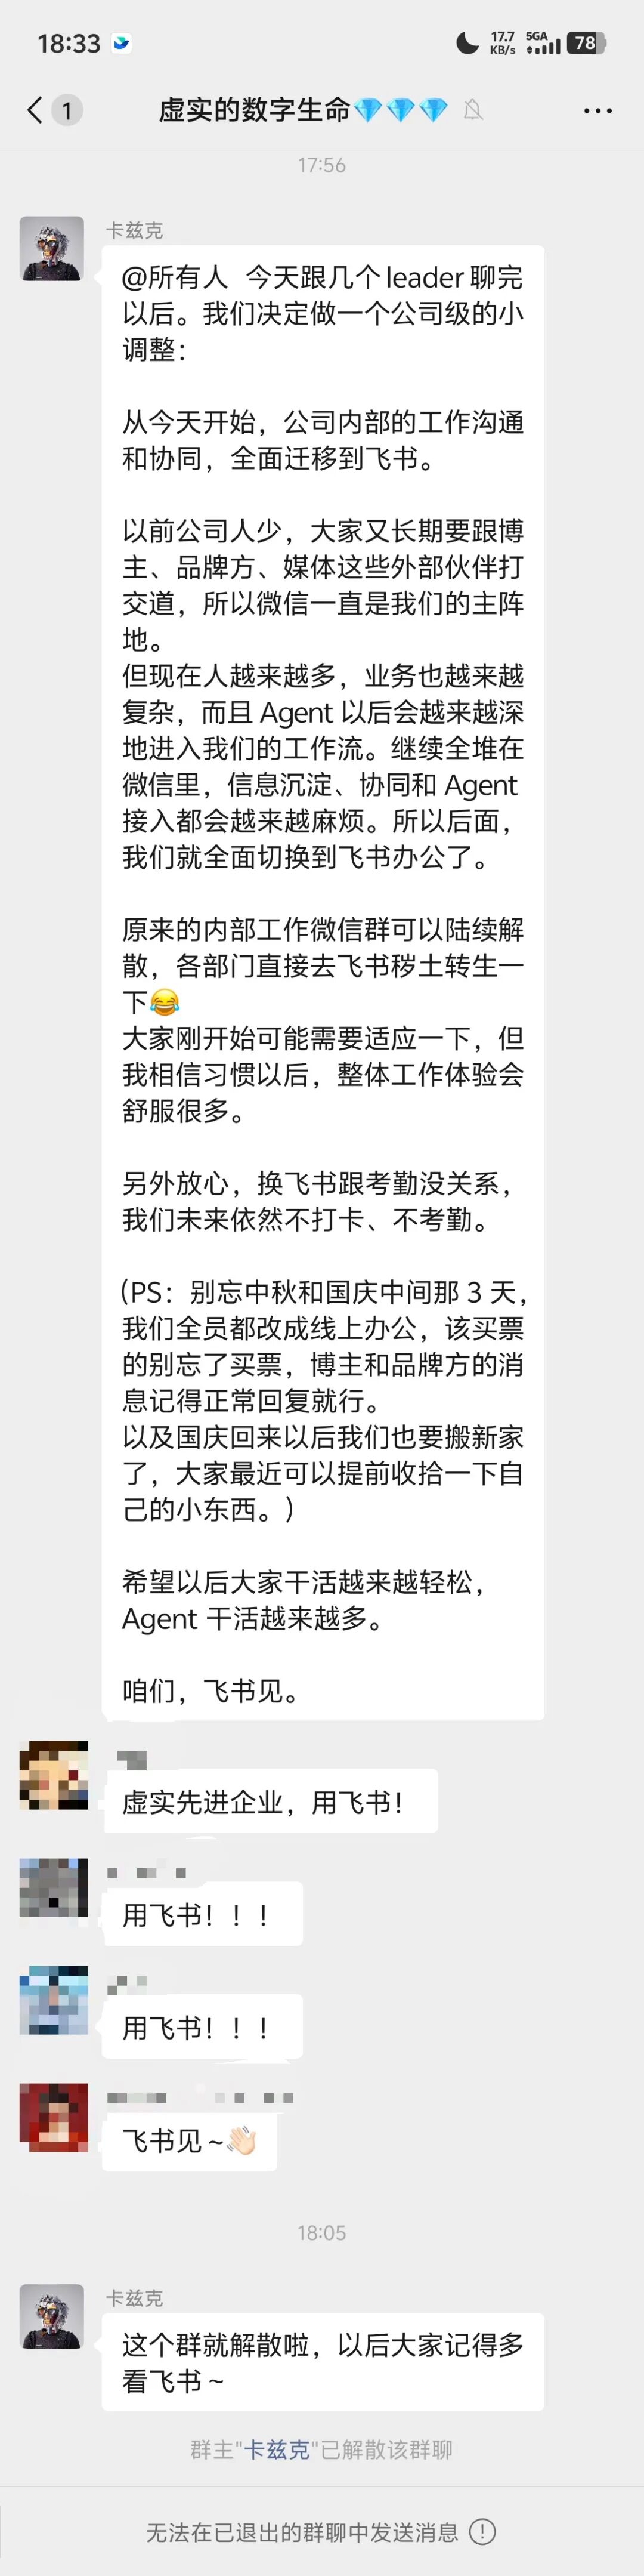 18:33
17.7
KB/s
5GA
78
1
虚实的数字生命💎💎💎
17:56
卡兹克
@所有人 今天跟几个leader聊完
以后。我们决定做一个公司级的小
调整：
从今天开始，公司内部的工作沟通
和协同，全面迁移到飞书。
以前公司人少，大家又长期要跟博
主、品牌方、媒体这些外部伙伴打
交道，所以微信一直是我们的主阵
地。
但现在人越来越多，业务也越来越
复杂，而且 Agent 以后会越来越深
地进入我们的工作流。继续全堆在
微信里，信息沉淀、协同和 Agent
接入都会越来越麻烦。所以后面，
我们就全面切换到飞书办公了。
原来的内部工作微信群可以陆续解
散，各部门直接去飞书秽土转生一
下😂
大家刚开始可能需要适应一下，但
我相信习惯以后，整体工作体验会
舒服很多。
另外放心，换飞书跟考勤没关系，
我们未来依然不打卡、不考勤。
（PS：别忘中秋和国庆中间那 3 天，
我们全员都改成线上办公，该买票
的别忘了买票，博主和品牌方的消
息记得正常回复就行。
以及国庆回来以后我们也要搬新家
了，大家最近可以提前收拾一下自
己的小东西。）
希望以后大家干活越来越轻松，
Agent 干活越来越多。
咱们，飞书见。
虚实先进企业，用飞书！
用飞书！！！
用飞书！！！
飞书见～👋🏻
18:05
卡兹克
这个群就解散啦，以后大家记得多
看飞书～
群主"卡兹克"已解散该群聊
无法在已退出的群聊中发送消息